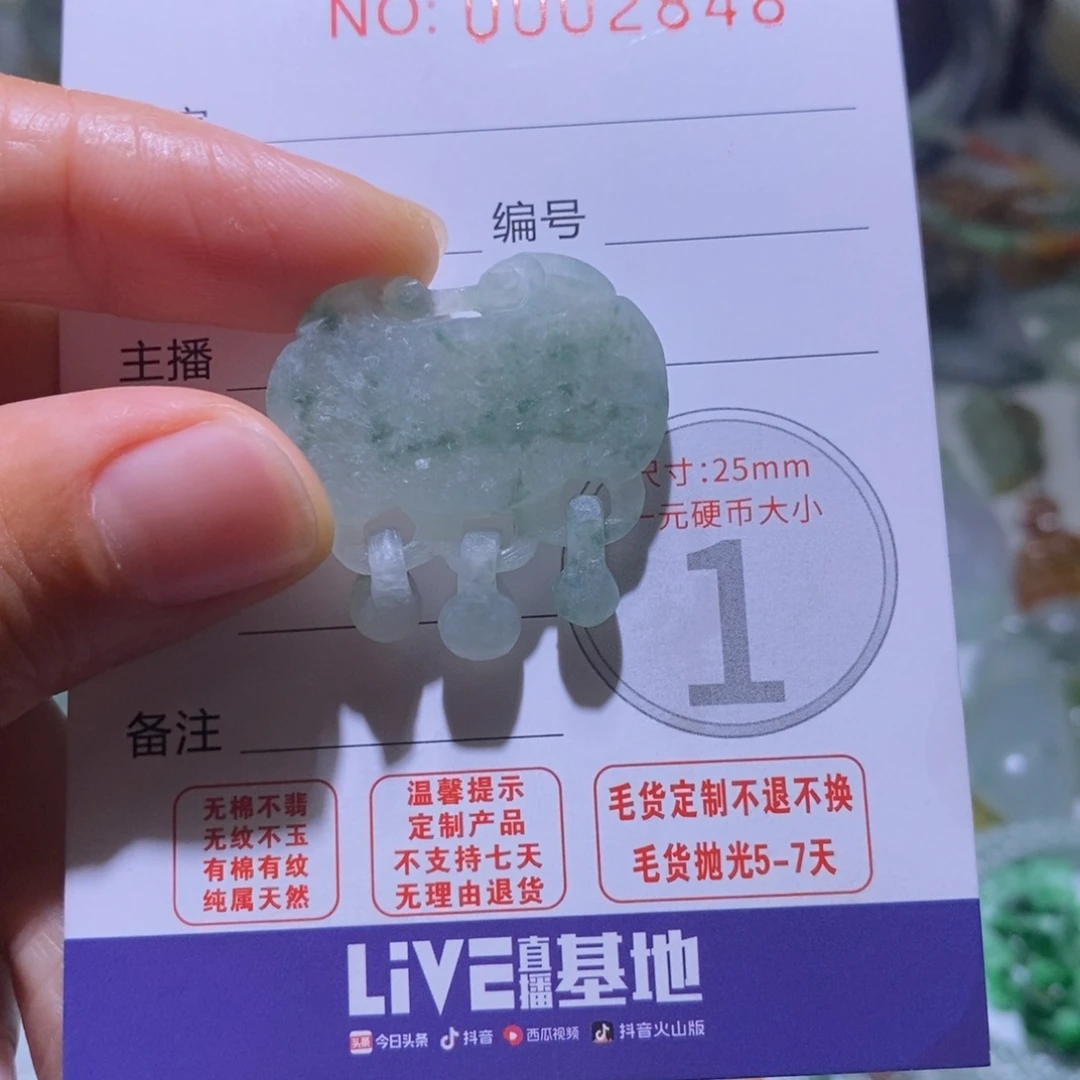 NO: 0002848
编号
主播
尺寸:25mm
一元硬币大小
1
备注
无棉不翡
无纹不玉
有棉有纹
纯属天然
温馨提示
定制产品
不支持七天
无理由退货
毛货定制不退不换
毛货抛光5-7天
LiVE直播基地
头条 今日头条 抖音 西瓜视频 抖音火山版